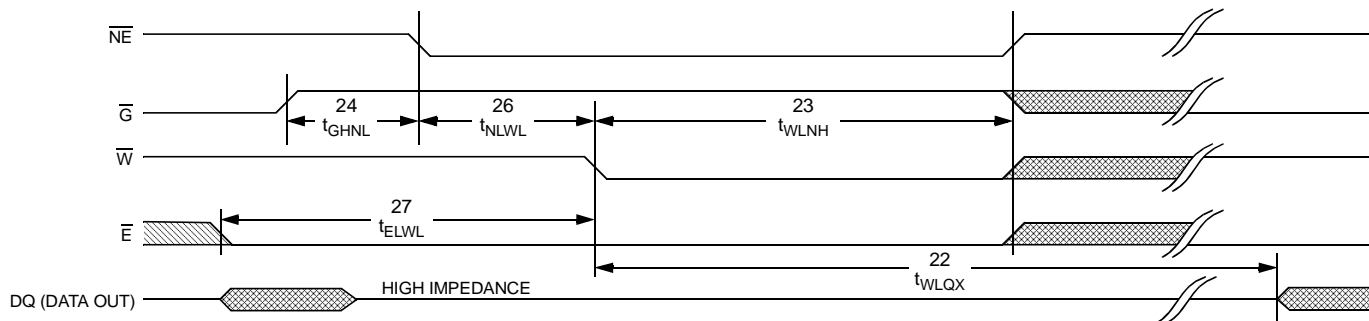 NE
G
24
tGHNL
26
tNLWL
23
tWLNH
W
27
tELWL
E
22
tWLQX
DQ (DATA OUT)
HIGH IMPEDANCE